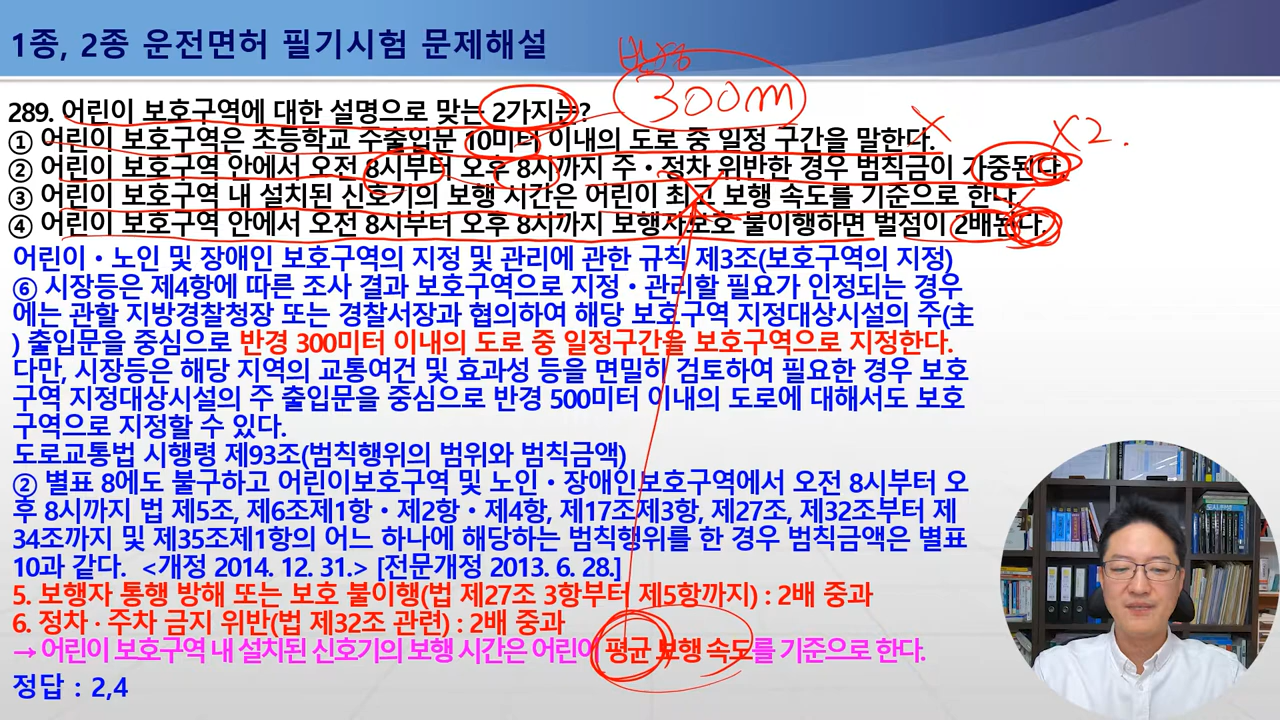 1종, 2종 운전면허 필기시험 문제해설
반경
300m
289. 어린이 보호구역에 대한 설명으로 맞는 2가지는?
① 어린이 보호구역은 초등학교 주출입문 10미터 이내의 도로 중 일정 구간을 말한다.
X
X2.
② 어린이 보호구역 안에서 오전 8시부터 오후 8시까지 주·정차 위반한 경우 범칙금이 가중된다.
③ 어린이 보호구역 내 설치된 신호기의 보행 시간은 어린이 최고 보행 속도를 기준으로 한다.
④ 어린이 보호구역 안에서 오전 8시부터 오후 8시까지 보행자보호 불이행하면 벌점이 2배된다.
어린이·노인 및 장애인 보호구역의 지정 및 관리에 관한 규칙 제3조(보호구역의 지정)
⑥ 시장등은 제4항에 따른 조사 결과 보호구역으로 지정·관리할 필요가 인정되는 경우
에는 관할 지방경찰청장 또는 경찰서장과 협의하여 해당 보호구역 지정대상시설의 주(主
) 출입문을 중심으로 반경 300미터 이내의 도로 중 일정구간을 보호구역으로 지정한다.
다만, 시장등은 해당 지역의 교통여건 및 효과성 등을 면밀히 검토하여 필요한 경우 보호
구역 지정대상시설의 주 출입문을 중심으로 반경 500미터 이내의 도로에 대해서도 보호
구역으로 지정할 수 있다.
도로교통법 시행령 제93조(범칙행위의 범위와 범칙금액)
② 별표 8에도 불구하고 어린이보호구역 및 노인·장애인보호구역에서 오전 8시부터 오
후 8시까지 법 제5조, 제6조제1항·제2항·제4항, 제17조제3항, 제27조, 제32조부터 제
34조까지 및 제35조제1항의 어느 하나에 해당하는 범칙행위를 한 경우 범칙금액은 별표
10과 같다. <개정 2014. 12. 31.> [전문개정 2013. 6. 28.]
5. 보행자 통행 방해 또는 보호 불이행(법 제27조 3항부터 제5항까지) : 2배 중과
6. 정차·주차 금지 위반(법 제32조 관련) : 2배 중과
→ 어린이 보호구역 내 설치된 신호기의 보행 시간은 어린이 평균 보행 속도를 기준으로 한다.
정답 : 2,4